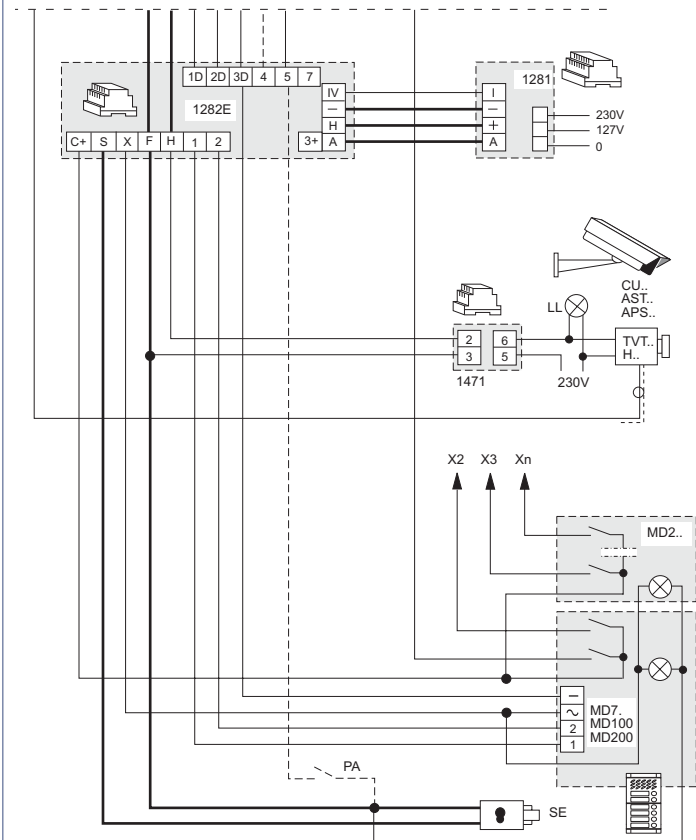 1D 2D 3D 4 5 7
1282E
IV
–
H
3+ A
C+ S X F H 1 2
1281
I
–
+
A
230V
127V
0
CU..
AST..
APS..
LL
2 6
3 5
1471
230V
TVT..
H..
X2 X3 Xn
MD2..
–
~
2
1
MD7.
MD100
MD200
PA
SE